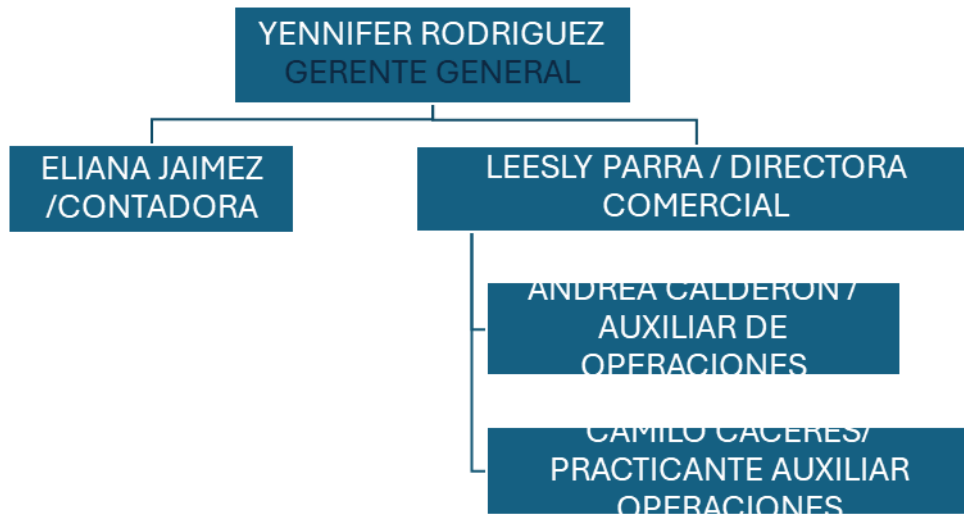 YENNIFER RODRIGUEZ
GERENTE GENERAL
ELIANA JAIMEZ
/CONTADORA
LEESLY PARRA / DIRECTORA
COMERCIAL
ANDREA CALDERON /
AUXILIAR DE
OPERACIONES
CAMILO CACERES/
PRACTICANTE AUXILIAR
OPERACIONES